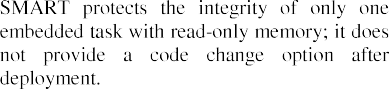 SMART protects the integrity of only one
embedded task with read-only memory; it does
not provide a code change option after
deployment.